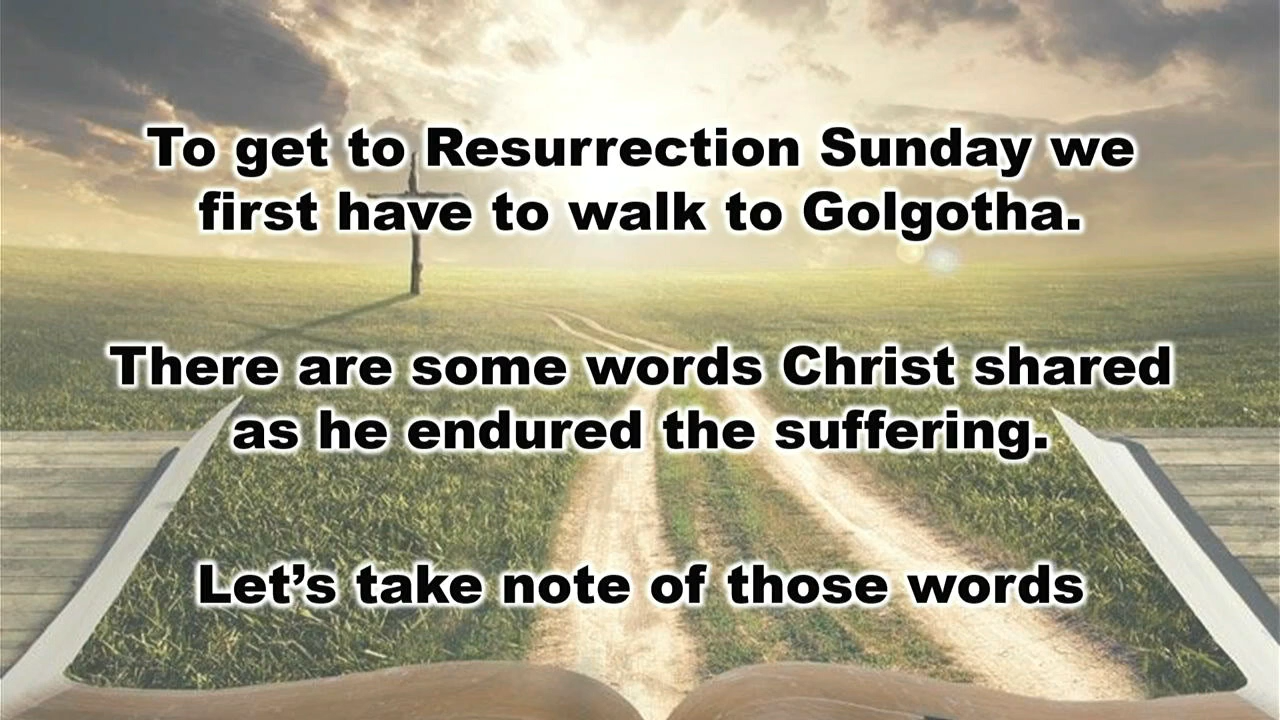 To get to Resurrection Sunday we
first have to walk to Golgotha.
There are some words Christ shared
as he endured the suffering.
Let’s take note of those words